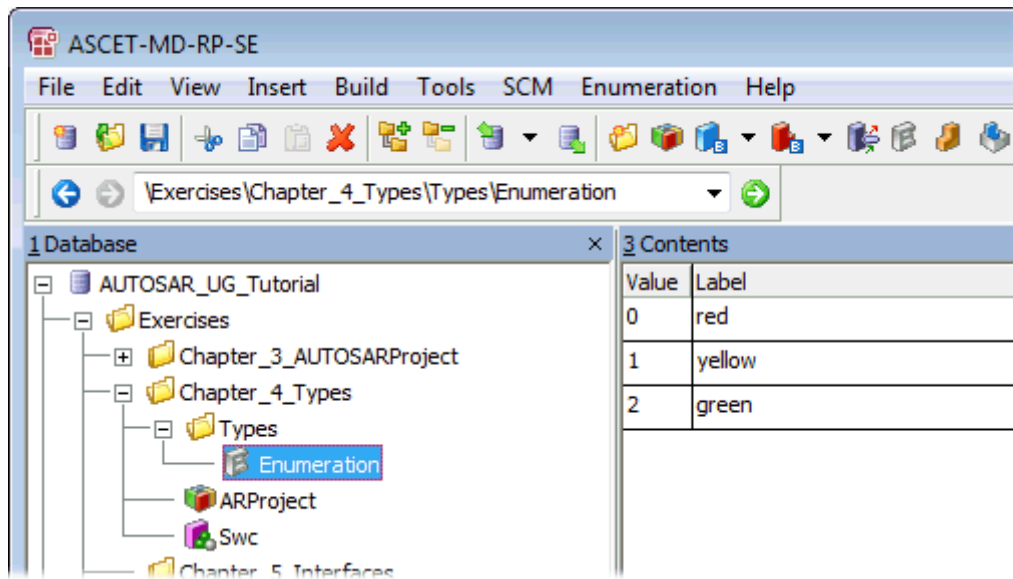 ASCET-MD-RP-SE
File Edit View Insert Build Tools SCM Enumeration Help
\Exercises\Chapter_4_Types\Types\Enumeration
1 Database
AUTOSAR_UG_Tutorial
Exercises
Chapter_3_AUTOSARProject
Chapter_4_Types
Types
Enumeration
ARProject
Swc
Chapter_5_Interfaces
3 Contents
Value Label
0 red
1 yellow
2 green